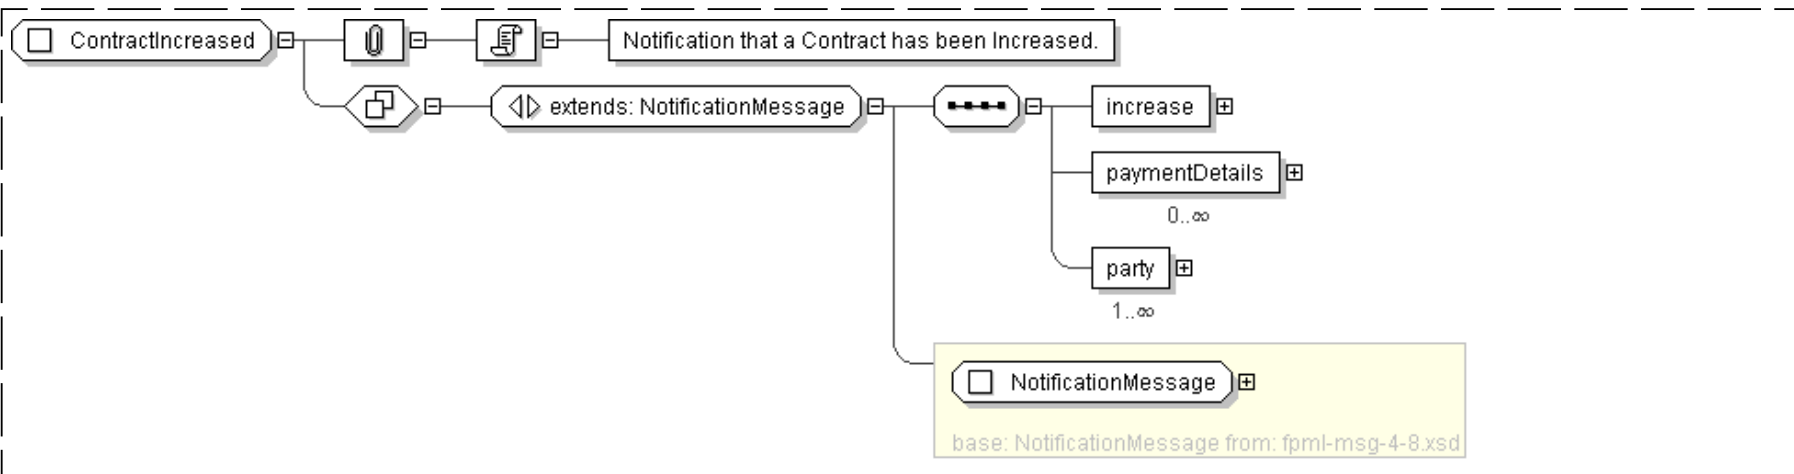 ContractIncreased
Notification that a Contract has been Increased.
extends: NotificationMessage
increase
paymentDetails
0..∞
party
1..∞
NotificationMessage
base: NotificationMessage from: fpml-msg-4-8.xsd